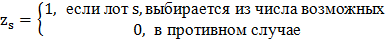 z_s = { 1, если лот s, выбирается из числа возможных
0, в противном случае